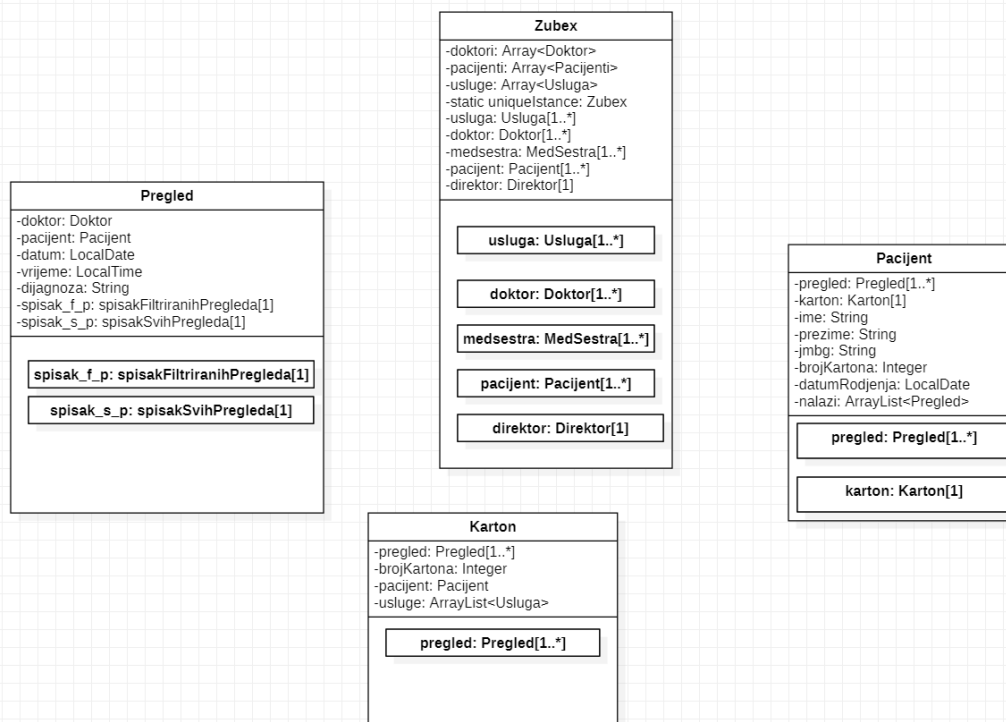 Zubex
-doktori: Array<Doktor>
-pacijenti: Array<Pacijenti>
-usluge: Array<Usluga>
-static uniqueIstance: Zubex
-usluga: Usluga[1..*]
-doktor: Doktor[1..*]
-medsestra: MedSestra[1..*]
-pacijent: Pacijent[1..*]
-direktor: Direktor[1]
usluga: Usluga[1..*]
doktor: Doktor[1..*]
medsestra: MedSestra[1..*]
pacijent: Pacijent[1..*]
direktor: Direktor[1]
Pregled
-doktor: Doktor
-pacijent: Pacijent
-datum: LocalDate
-vrijeme: LocalTime
-dijagnoza: String
-spisak_f_p: spisakFiltriranihPregleda[1]
-spisak_s_p: spisakSvihPregleda[1]
spisak_f_p: spisakFiltriranihPregleda[1]
spisak_s_p: spisakSvihPregleda[1]
Pacijent
-pregled: Pregled[1..*]
-karton: Karton[1]
-ime: String
-prezime: String
-jmbg: String
-brojKartona: Integer
-datumRodjenja: LocalDate
-nalazi: ArrayList<Pregled>
pregled: Pregled[1..*]
karton: Karton[1]
Karton
-pregled: Pregled[1..*]
-brojKartona: Integer
-pacijent: Pacijent
-usluge: ArrayList<Usluga>
pregled: Pregled[1..*]